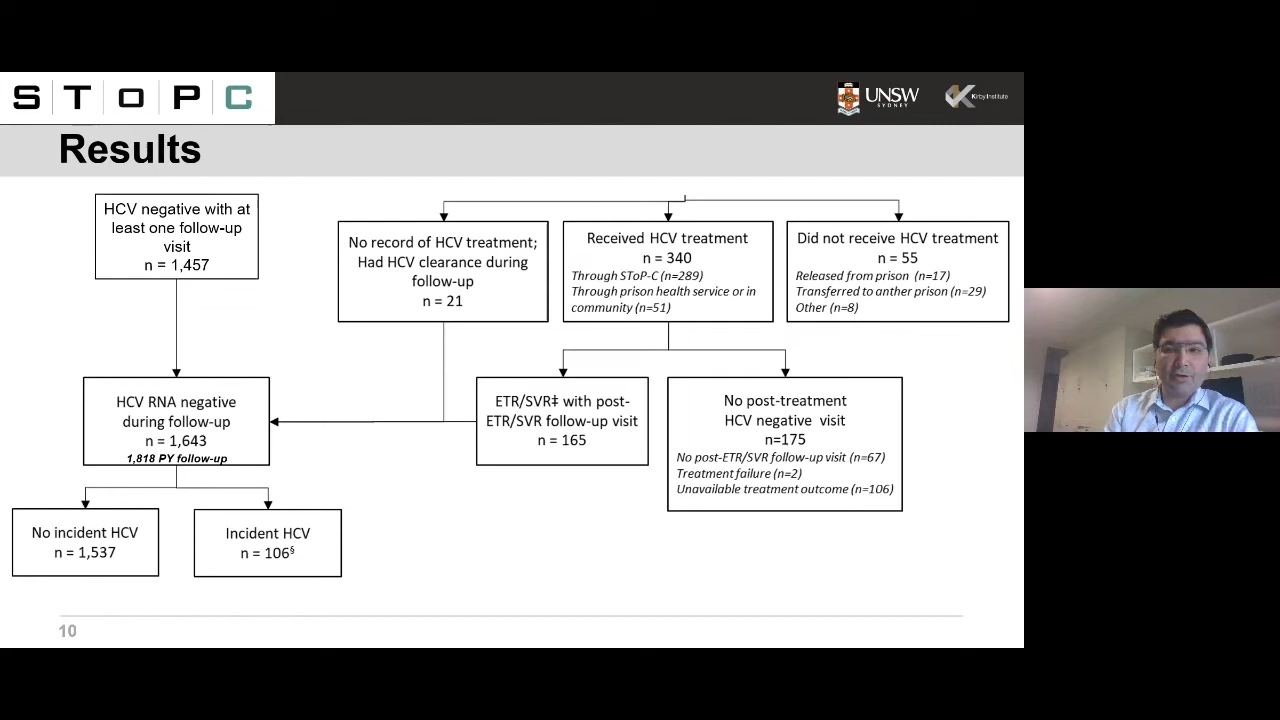 STOPC
UNSW
SYDNEY
Kirby Institute
Results
HCV negative with at
least one follow-up
visit
n = 1,457
No record of HCV treatment;
Had HCV clearance during
follow-up
n = 21
Received HCV treatment
n = 340
Through SToP-C (n=289)
Through prison health service or in
community (n=51)
Did not receive HCV treatment
n = 55
Released from prison (n=17)
Transferred to anther prison (n=29)
Other (n=8)
HCV RNA negative
during follow-up
n = 1,643
1,818 PY follow-up
ETR/SVR‡ with post-
ETR/SVR follow-up visit
n = 165
No post-treatment
HCV negative visit
n=175
No post-ETR/SVR follow-up visit (n=67)
Treatment failure (n=2)
Unavailable treatment outcome (n=106)
No incident HCV
n = 1,537
Incident HCV
n = 106§
10